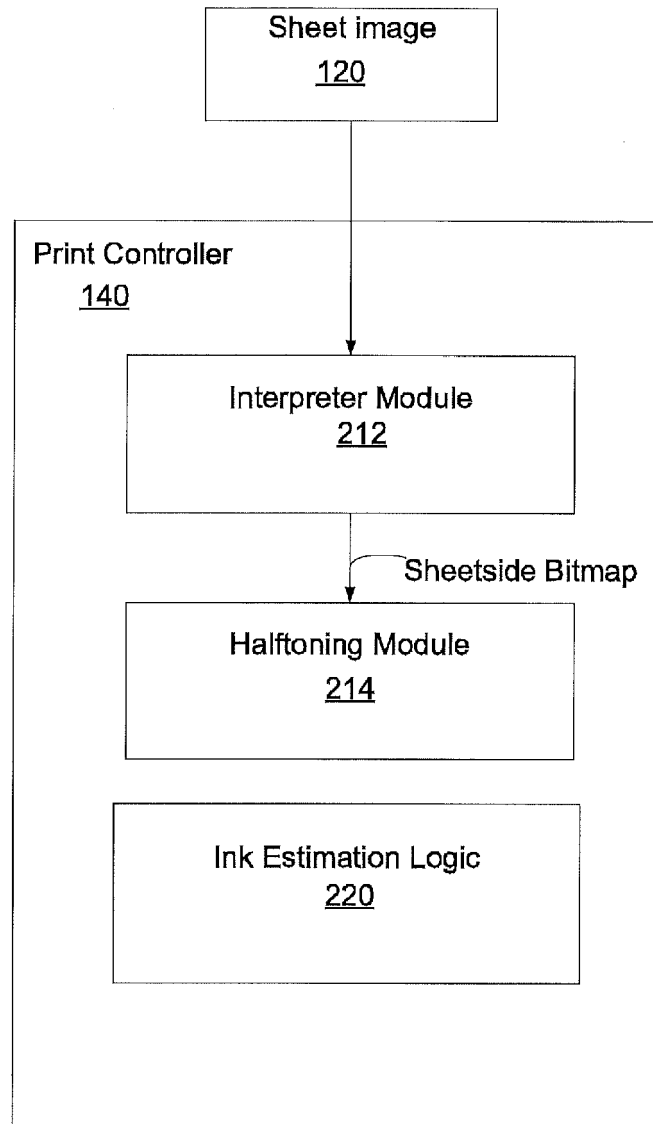 Sheet image
120
Print Controller
140
Interpreter Module
212
Sheetside Bitmap
Halftoning Module
214
Ink Estimation Logic
220